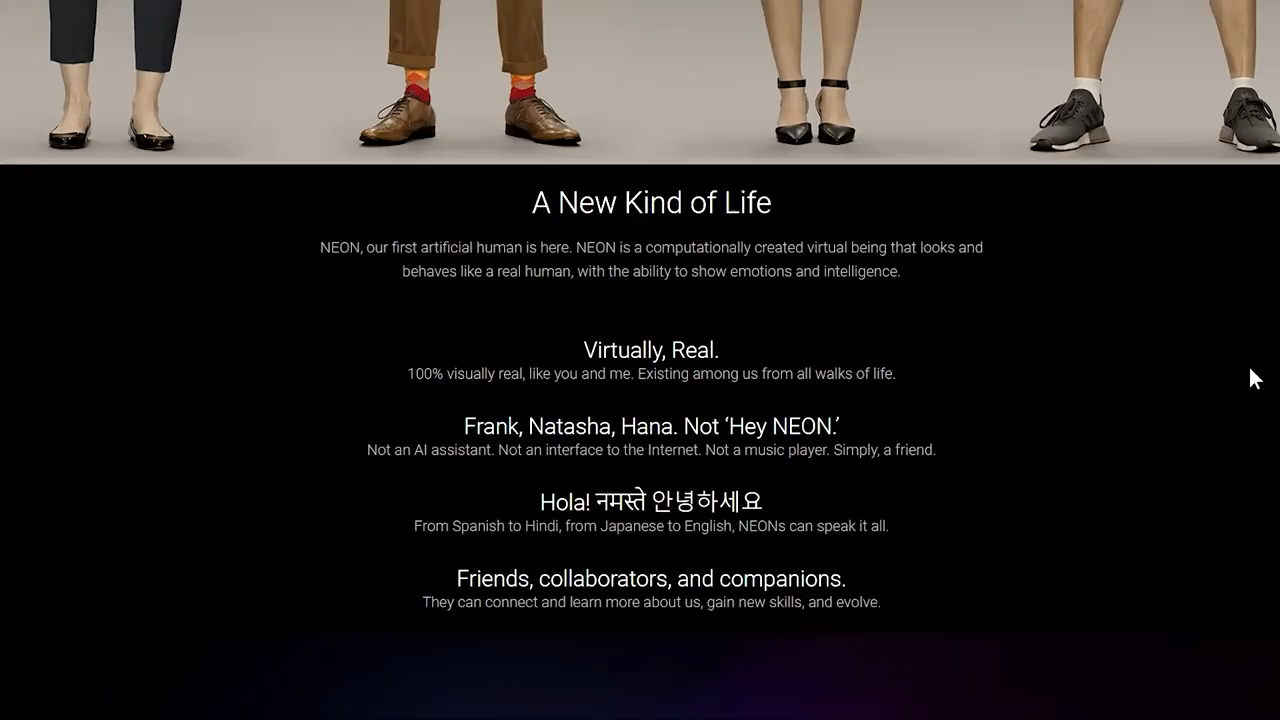 A New Kind of Life
NEON, our first artificial human is here. NEON is a computationally created virtual being that looks and
behaves like a real human, with the ability to show emotions and intelligence.
Virtually, Real.
100% visually real, like you and me. Existing among us from all walks of life.
Frank, Natasha, Hana. Not ‘Hey NEON.’
Not an AI assistant. Not an interface to the Internet. Not a music player. Simply, a friend.
Hola! नमस्ते 안녕하세요
From Spanish to Hindi, from Japanese to English, NEONs can speak it all.
Friends, collaborators, and companions.
They can connect and learn more about us, gain new skills, and evolve.